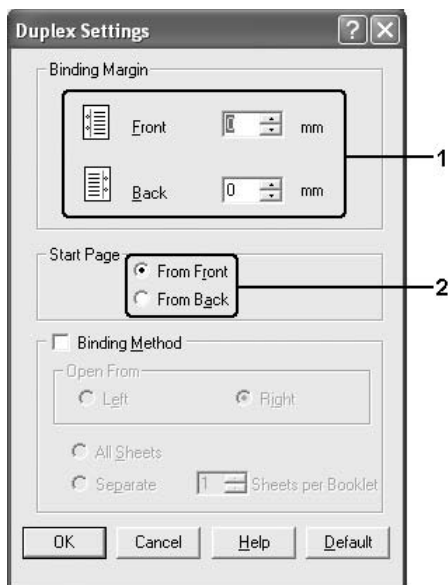 Duplex Settings
Binding Margin
Front 0 mm
1
Back 0 mm
Start Page
From Front
2
From Back
Binding Method
Open From
Left Right
All Sheets
Separate 1 Sheets per Booklet
OK Cancel Help Default